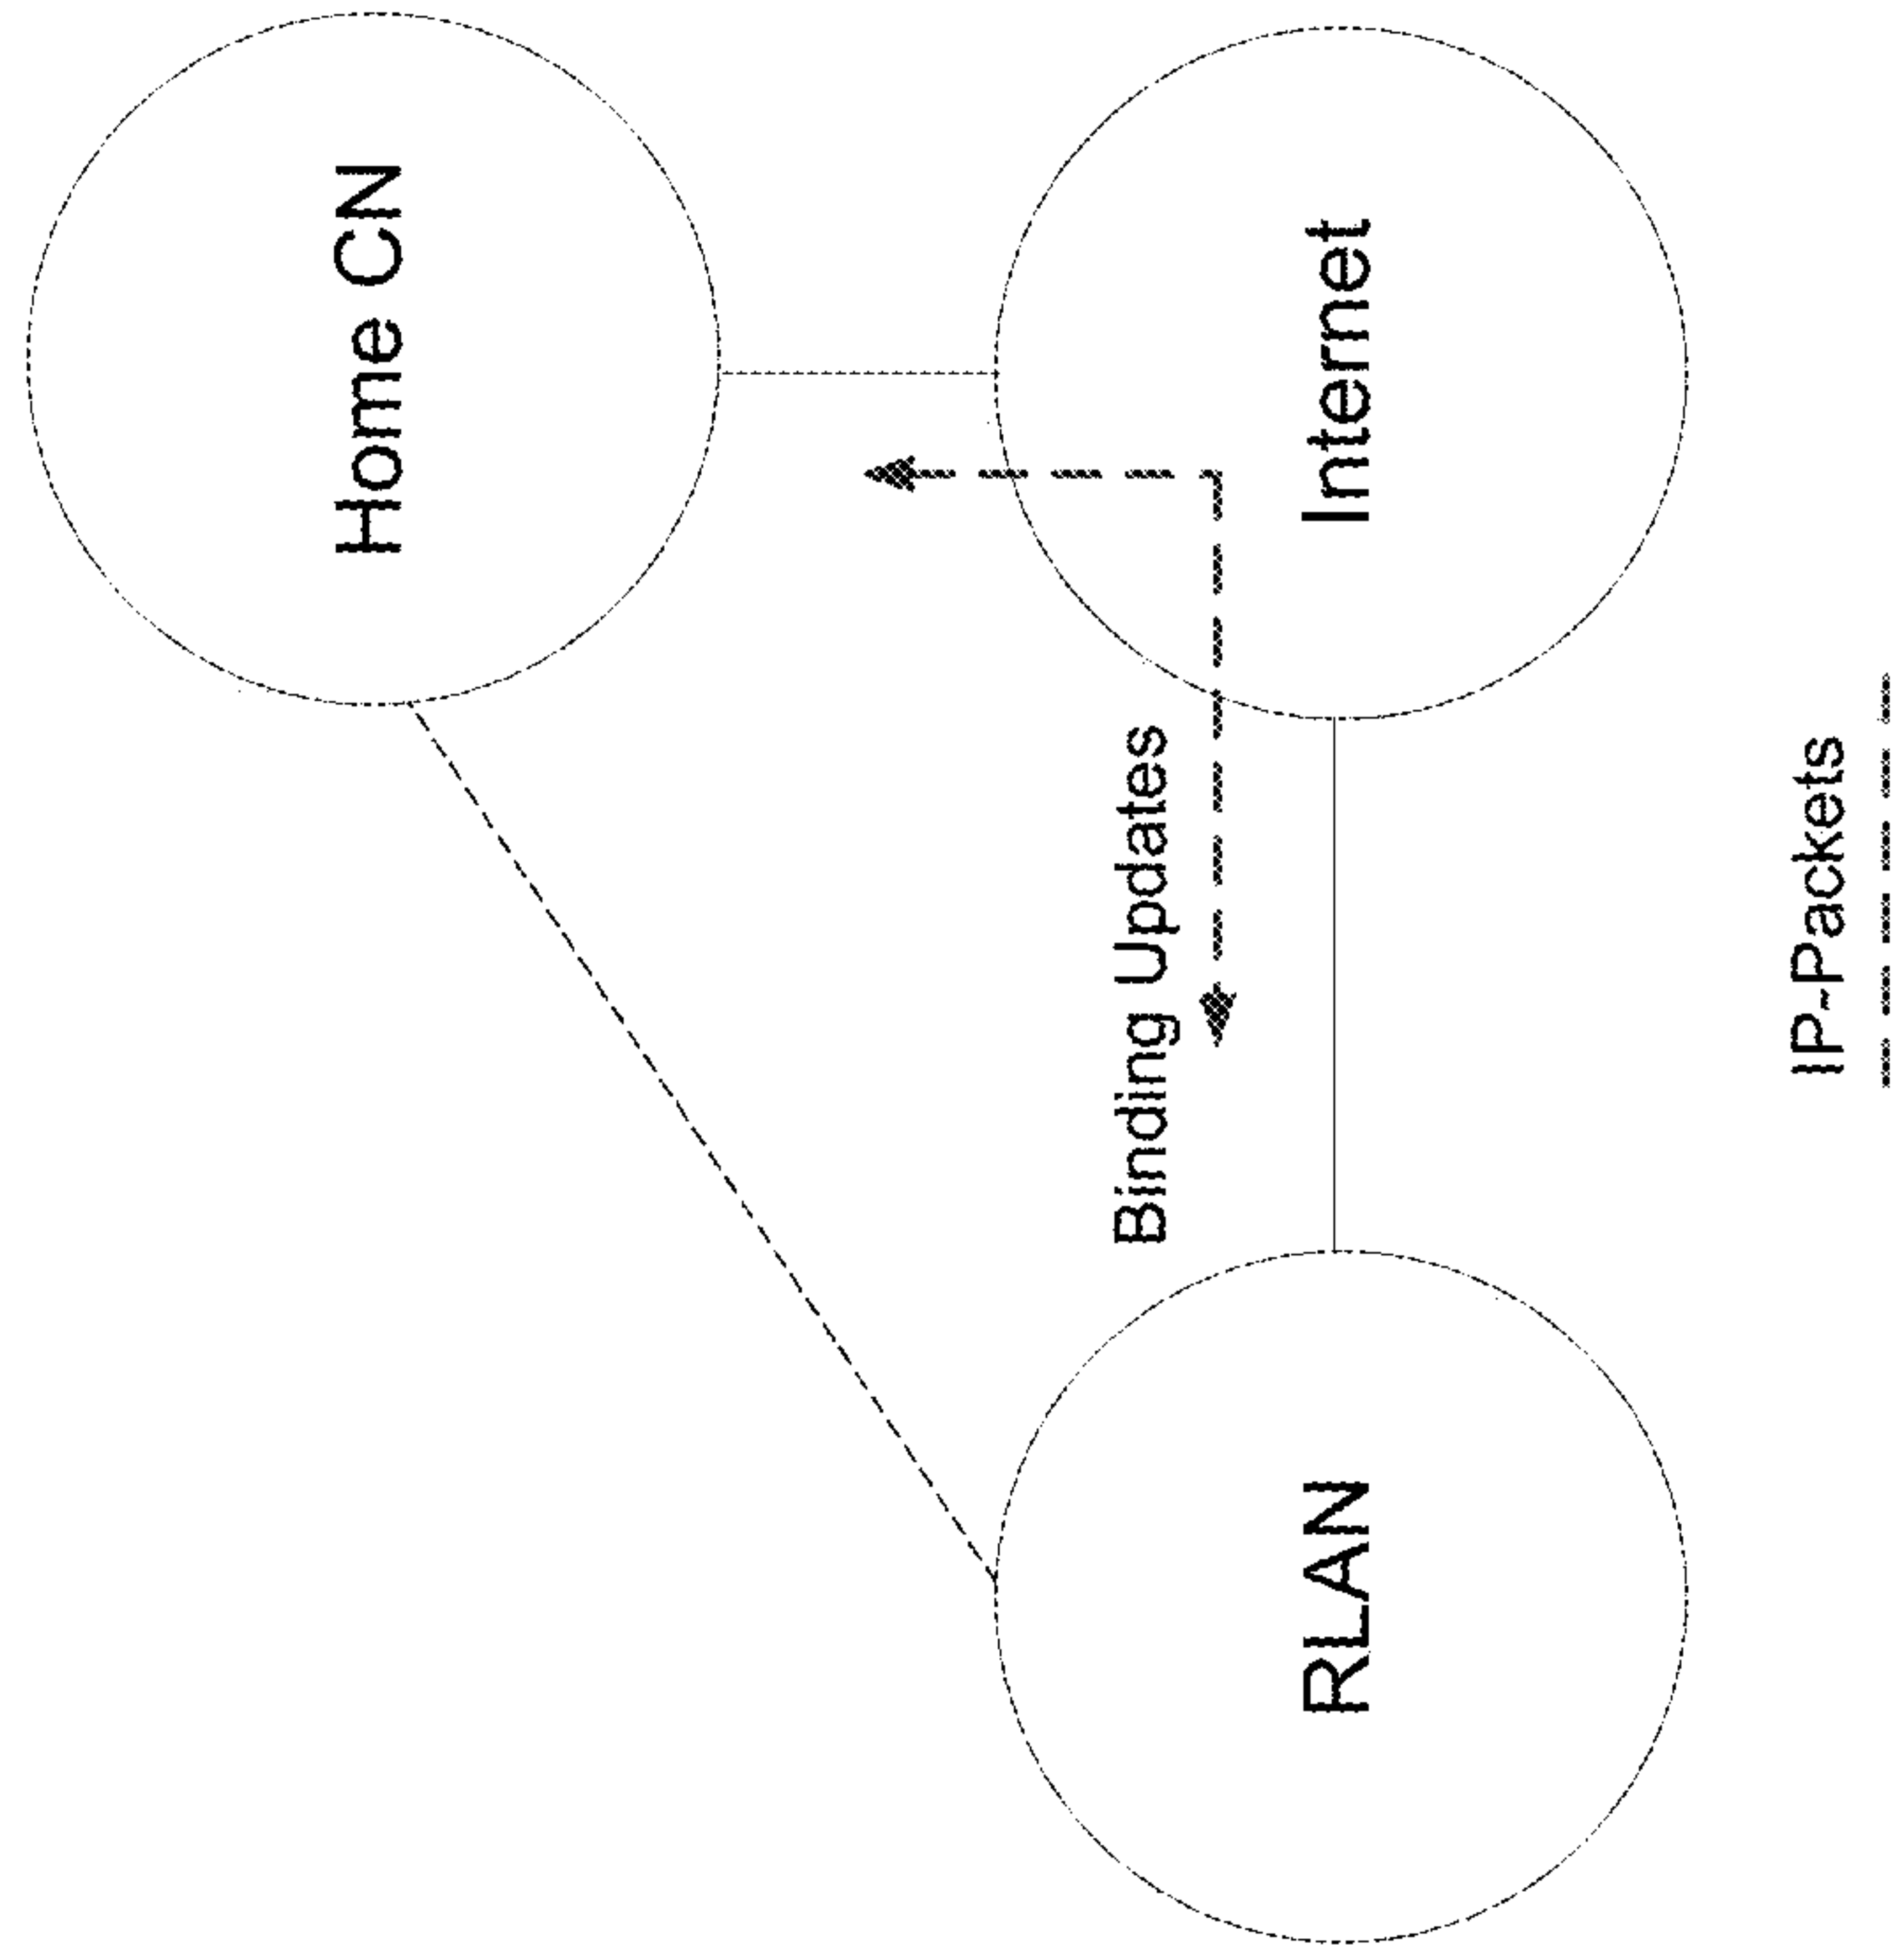 Home CN
Binding Updates
RLAN
Internet
IP-Packets